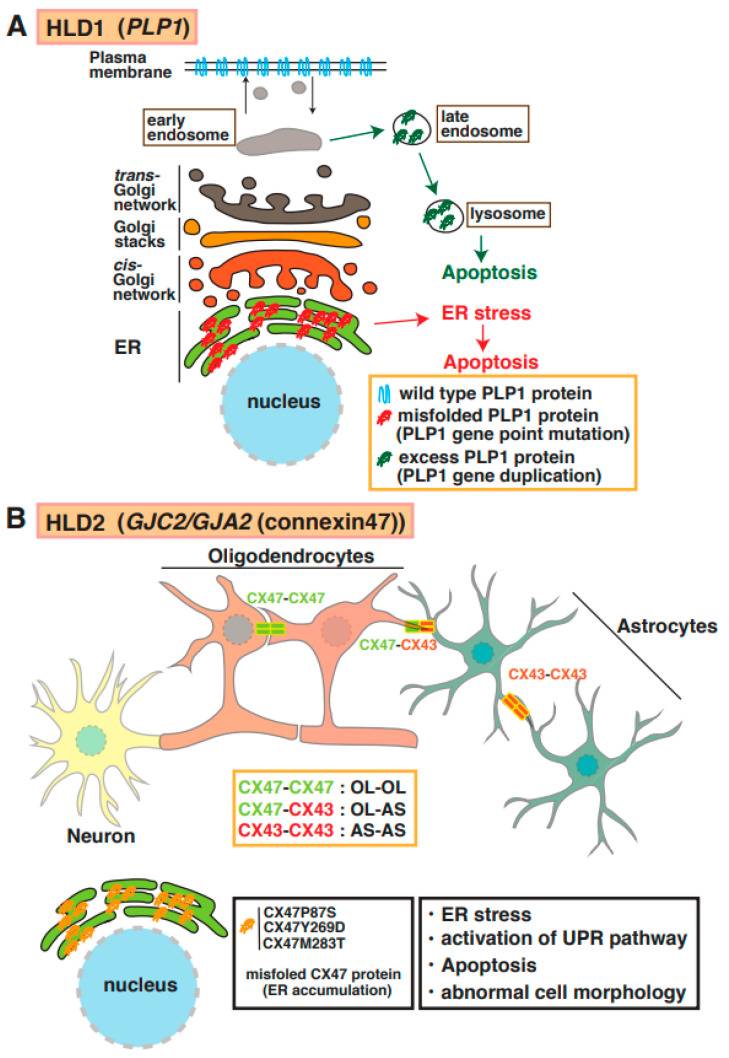 A HLD1 (PLP1)
Plasma
membrane
early
endosome
late
endosome
trans-
Golgi
network
lysosome
Golgi
stacks
Apoptosis
cis-
Golgi
network
ER stress
ER
Apoptosis
nucleus
wild type PLP1 protein
misfolded PLP1 protein
(PLP1 gene point mutation)
excess PLP1 protein
(PLP1 gene duplication)
B HLD2 (GJC2/GJA2 (connexin47))
Oligodendrocytes
CX47-CX47
Astrocytes
CX47-CX43
CX43-CX43
CX47-CX47 : OL-OL
CX47-CX43 : OL-AS
CX43-CX43 : AS-AS
Neuron
nucleus
CX47P87S
CX47Y269D
CX47M283T
misfoled CX47 protein
(ER accumulation)
· ER stress
· activation of UPR pathway
· Apoptosis
· abnormal cell morphology